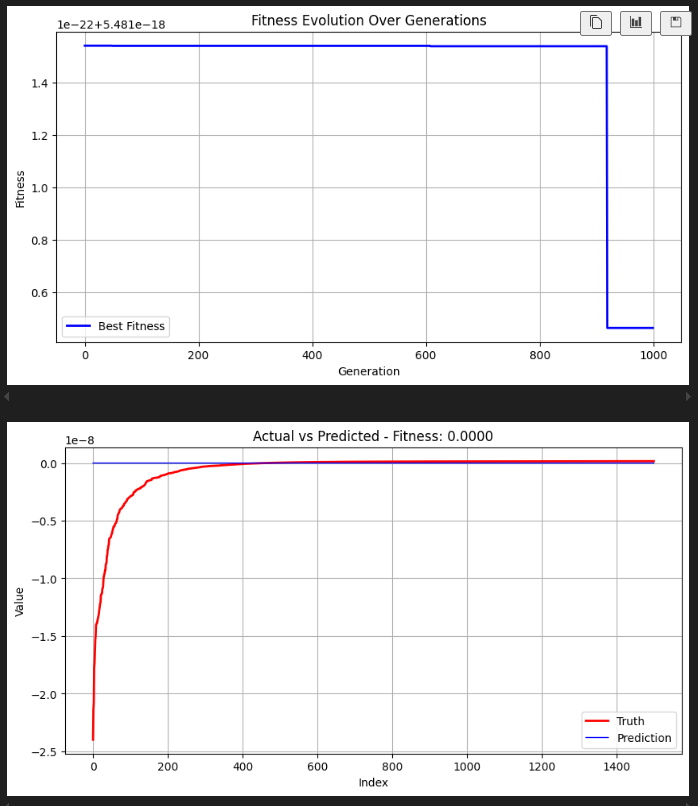 Fitness Evolution Over Generations
1e−22+5.481e−18
1.4
1.2
1.0
0.8
0.6
Fitness
Best Fitness
0 200 400 600 800 1000
Generation
Actual vs Predicted - Fitness: 0.0000
1e−8
0.0
−0.5
−1.0
−1.5
−2.0
−2.5
Value
Truth
Prediction
0 200 400 600 800 1000 1200 1400
Index